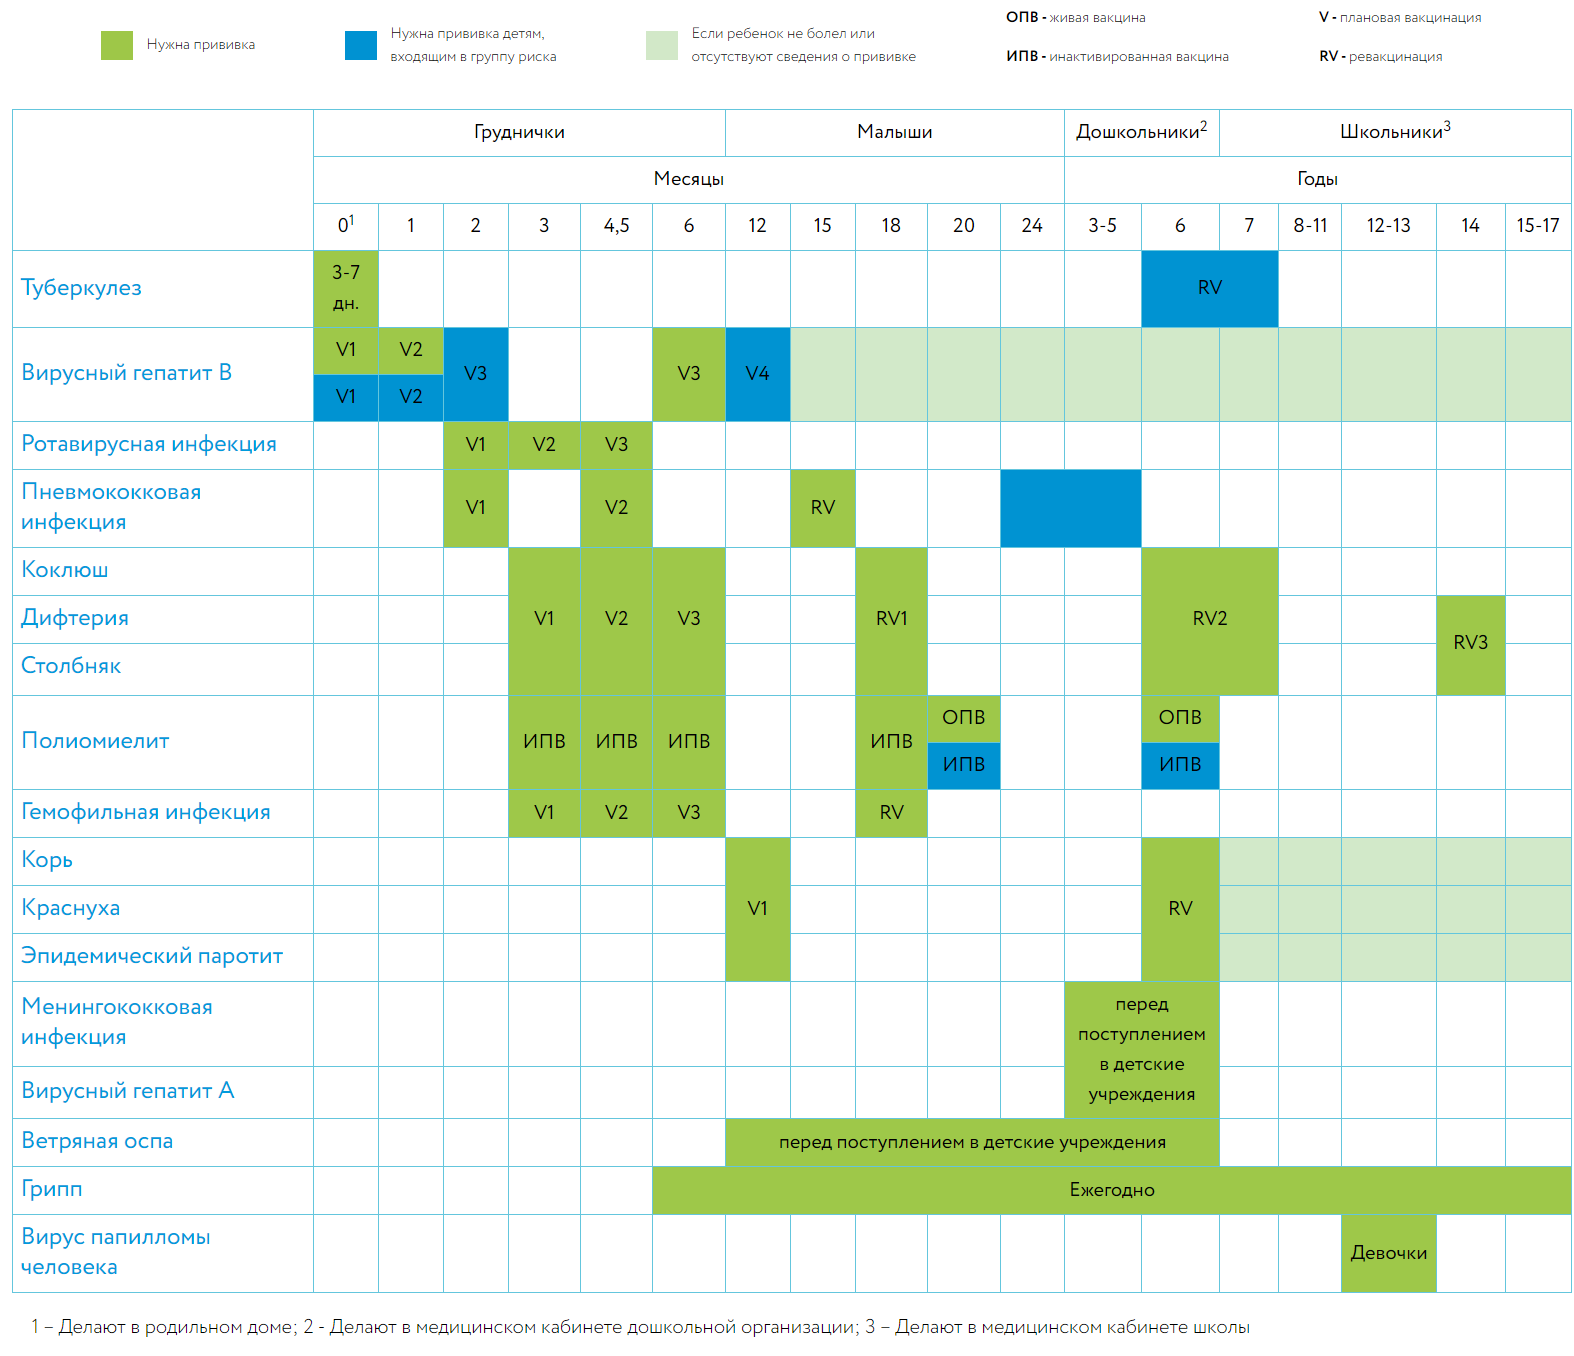 Нужна прививка
Нужна прививка детям,
входящим в группу риска
Если ребенок не болел или
отсутствуют сведения о прививке
ОПВ - живая вакцина
ИПВ - инактивированная вакцина
V - плановая вакцинация
RV - ревакцинация
Груднички Малыши Дошкольники² Школьники³
Месяцы Годы
0¹ 1 2 3 4,5 6 12 15 18 20 24 3-5 6 7 8-11 12-13 14 15-17
Туберкулез
3-7
дн.
RV
Вирусный гепатит B
V1 V2
V3 V3 V4
V1 V2
Ротавирусная инфекция V1 V2 V3
Пневмококковая
инфекция
V1 V2 RV
Коклюш
Дифтерия V1 V2 V3 RV1 RV2
RV3
Столбняк
Полиомиелит
ИПВ ИПВ ИПВ ИПВ
ОПВ ОПВ
ИПВ ИПВ
Гемофильная инфекция V1 V2 V3 RV
Корь
Краснуха V1 RV
Эпидемический паротит
Менингококковая
инфекция
перед
поступлением
в детские
учреждения
Вирусный гепатит А
Ветряная оспа перед поступлением в детские учреждения
Грипп Ежегодно
Вирус папилломы
человека
Девочки
1 – Делают в родильном доме; 2 - Делают в медицинском кабинете дошкольной организации; 3 – Делают в медицинском кабинете школы